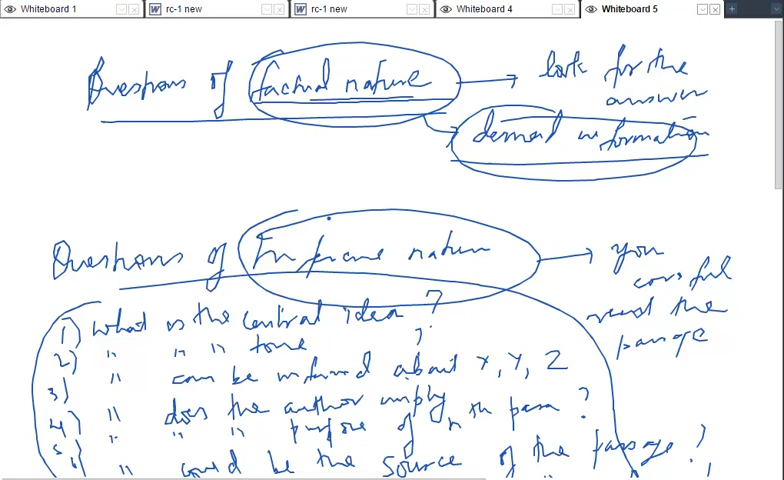 Whiteboard 1 rc-1 new rc-1 new Whiteboard 4 Whiteboard 5
Questions of factual nature → look for the
answer
demand information
Questions of Inference nature → you
careful
read the
passage
1) what is the central idea ?
2) " " " tone ?
3) " can be inferred about X, Y, Z
4) " does the author imply
5) " " " purpose of in the para ?
6) " could be the source of the passage ?